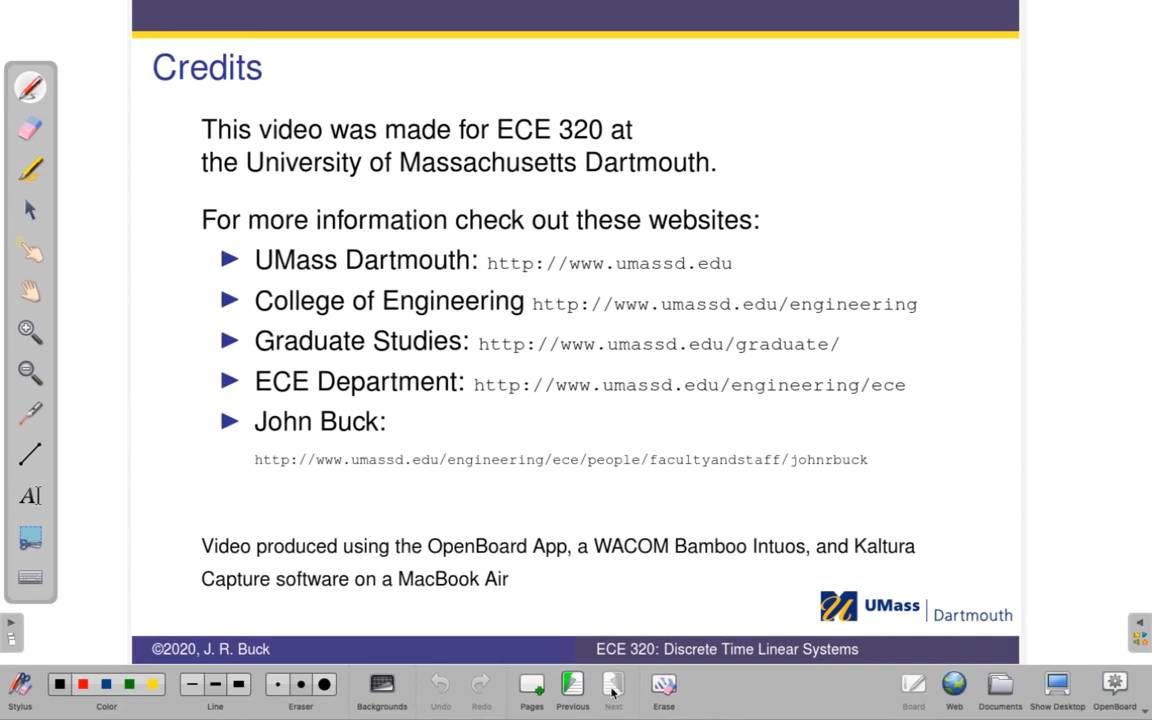 Credits
This video was made for ECE 320 at
the University of Massachusetts Dartmouth.
For more information check out these websites:
UMass Dartmouth: http://www.umassd.edu
College of Engineering http://www.umassd.edu/engineering
Graduate Studies: http://www.umassd.edu/graduate/
ECE Department: http://www.umassd.edu/engineering/ece
John Buck:
http://www.umassd.edu/engineering/ece/people/facultyandstaff/johnrbuck
Video produced using the OpenBoard App, a WACOM Bamboo Intuos, and Kaltura
Capture software on a MacBook Air
UMass Dartmouth
©2020, J. R. Buck ECE 320: Discrete Time Linear Systems
Stylus Color Line Eraser Backgrounds Undo Redo Pages Previous Next Erase Board Web Documents Show Desktop OpenBoard